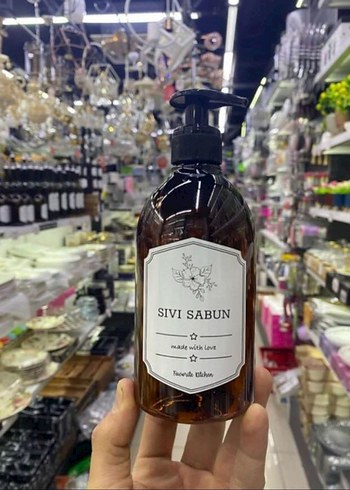 SIVI SABUN
made with love
Favorite Kitchen